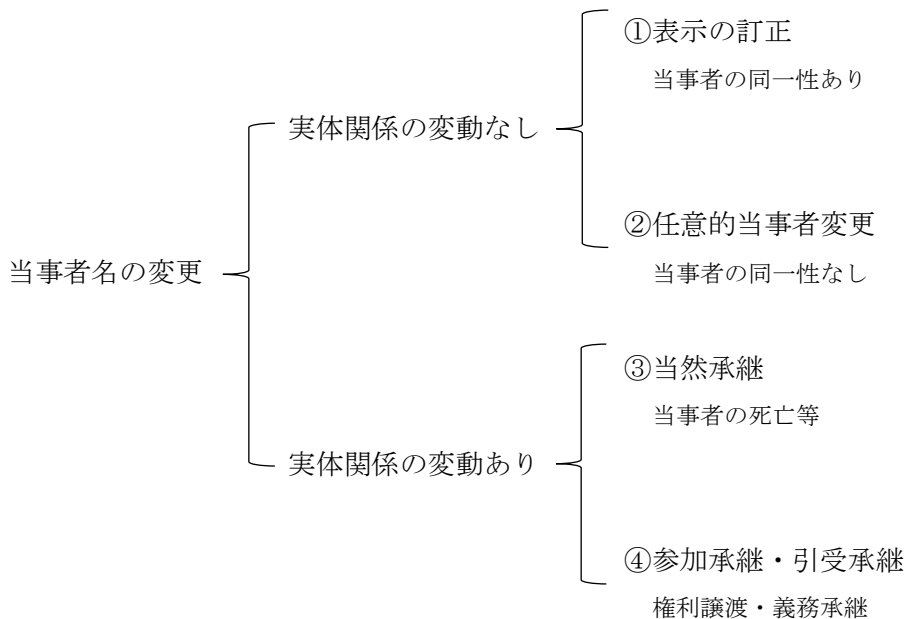 ①表示の訂正
当事者の同一性あり
実体関係の変動なし
②任意的当事者変更
当事者の同一性なし
当事者名の変更
③当然承継
当事者の死亡等
実体関係の変動あり
④参加承継・引受承継
権利譲渡・義務承継